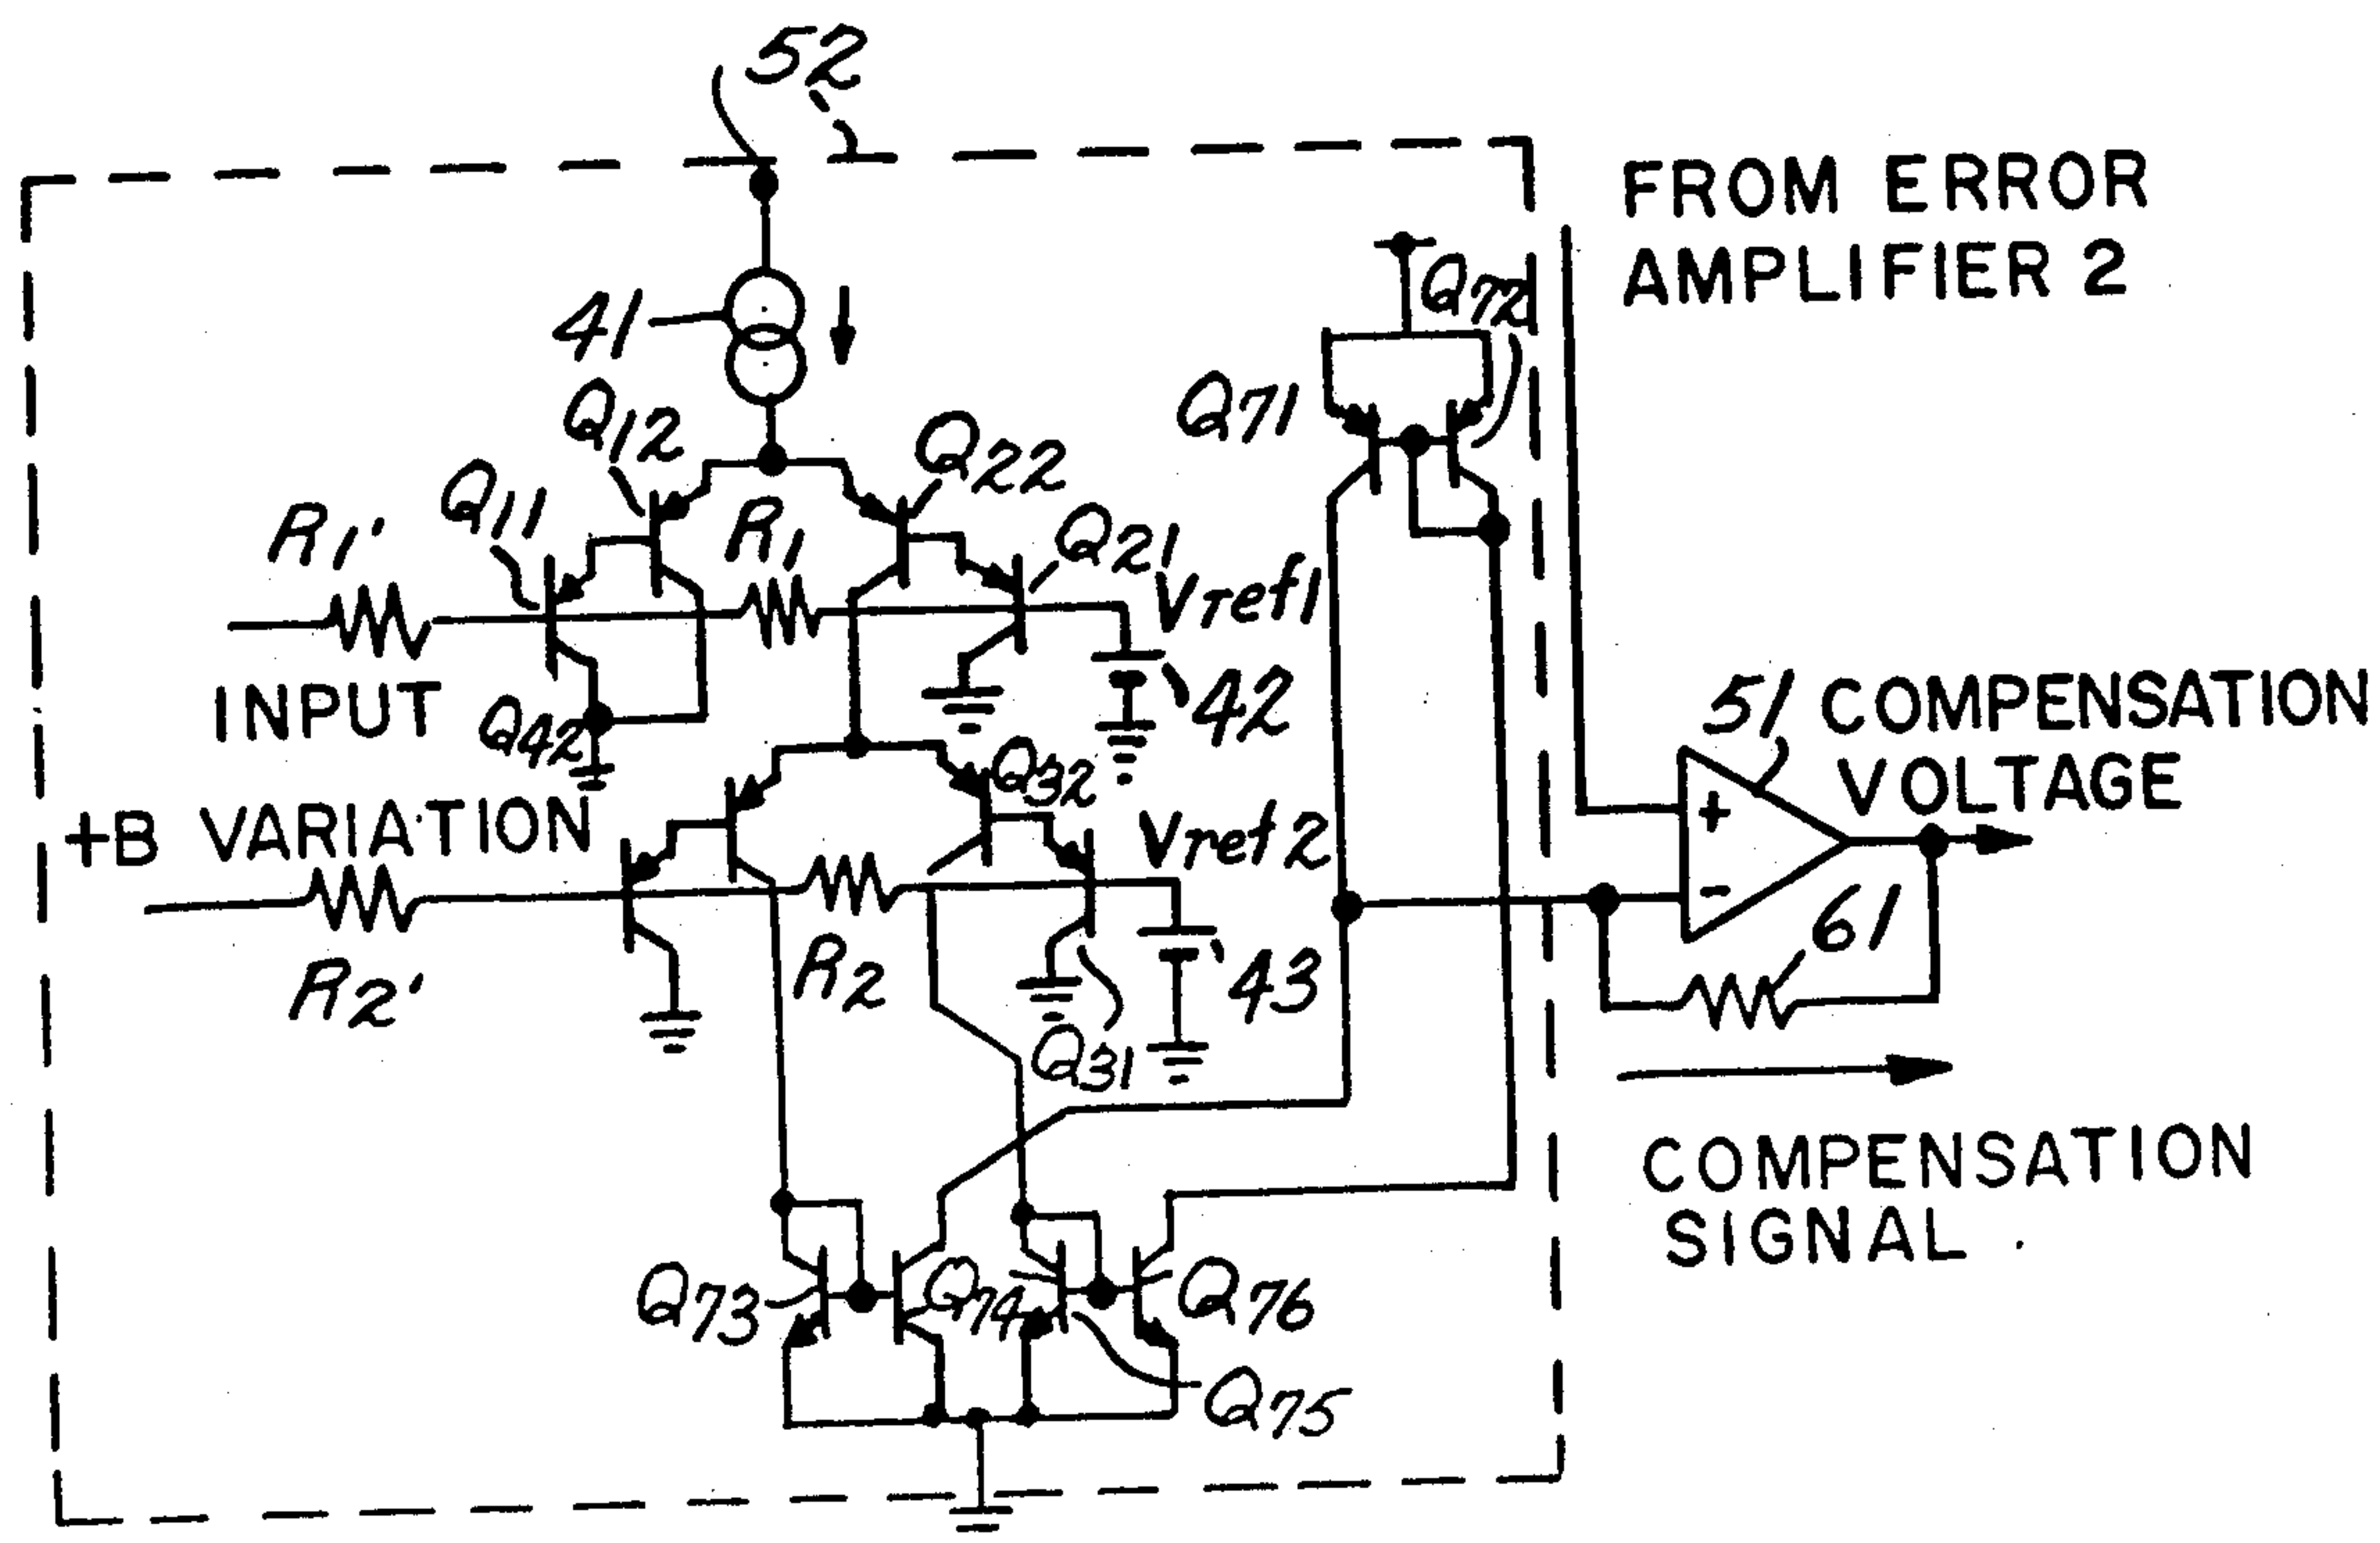 52
FROM ERROR
AMPLIFIER 2
41
Q72
Q71
Q12
Q22
Q11
R1'
R1
Q21
Vref1
INPUT
Q42
42
51
COMPENSATION
VOLTAGE
Q32
+B VARIATION
Vref2
+
-
61
R2'
R2
43
Q31
COMPENSATION
SIGNAL
Q73
Q74
Q76
Q75